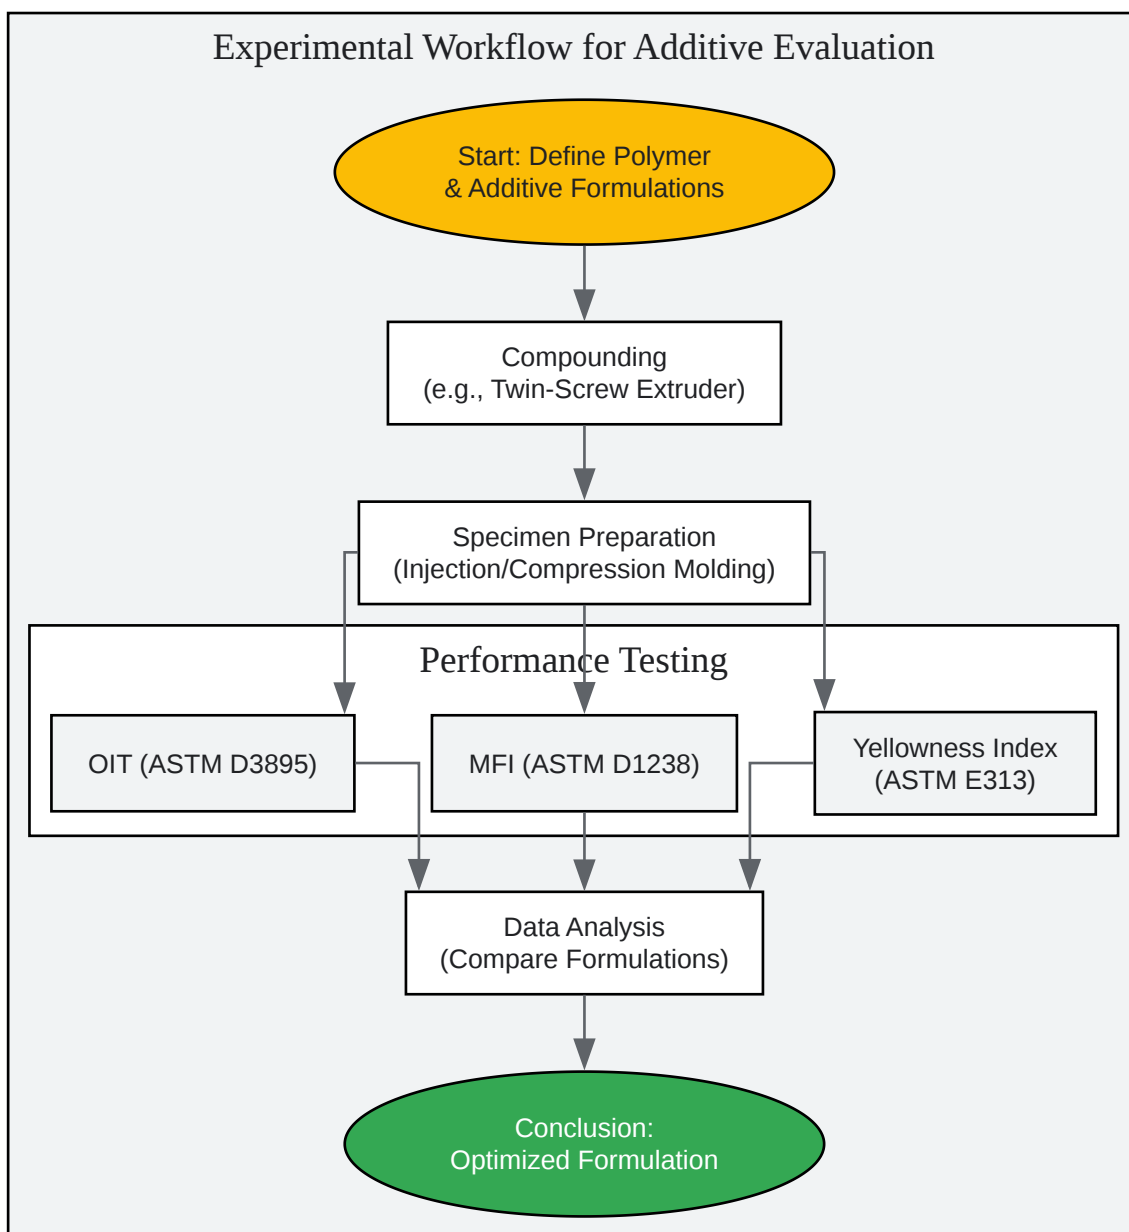 Experimental Workflow for Additive Evaluation
Start: Define Polymer
& Additive Formulations
Compounding
(e.g., Twin-Screw Extruder)
Specimen Preparation
(Injection/Compression Molding)
Performance Testing
OIT (ASTM D3895)
MFI (ASTM D1238)
Yellowness Index
(ASTM E313)
Data Analysis
(Compare Formulations)
Conclusion:
Optimized Formulation